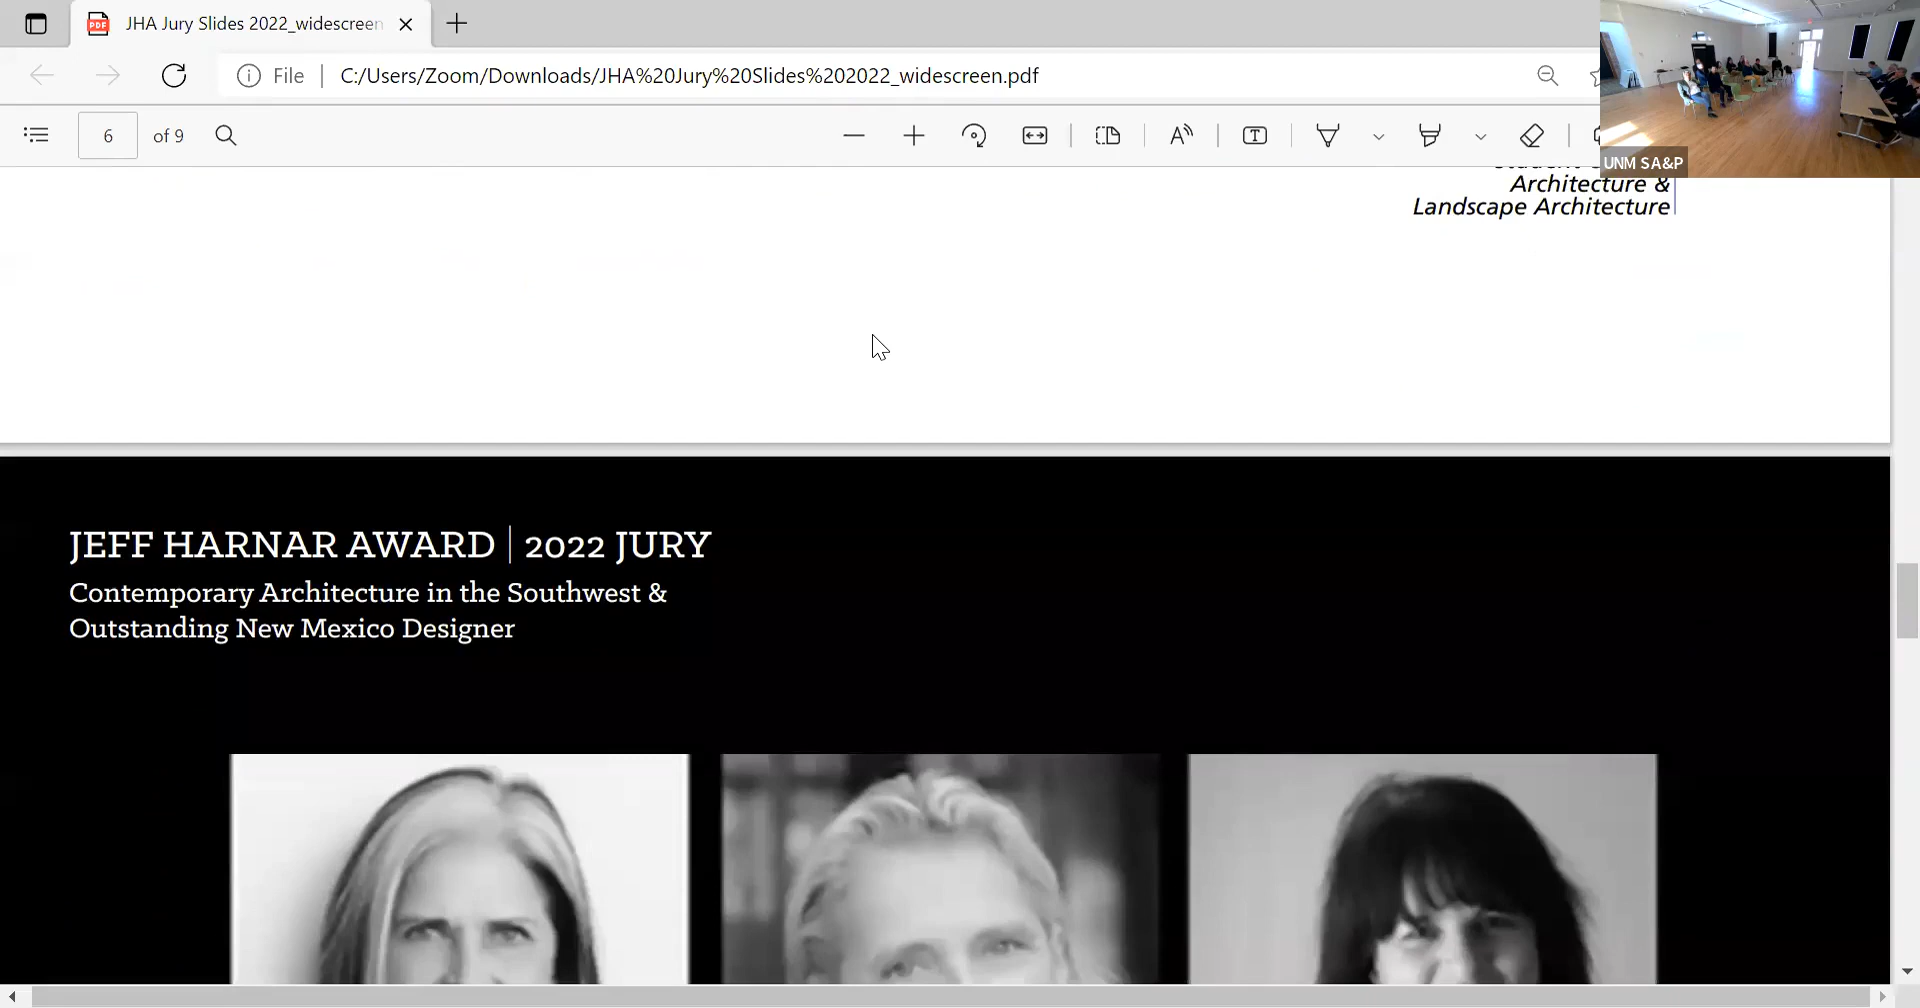 JHA Jury Slides 2022_widescreen
File
C:/Users/Zoom/Downloads/JHA%20Jury%20Slides%202022_widescreen.pdf
6 of 9
UNM SA&P
Architecture &
Landscape Architecture
JEFF HARNAR AWARD | 2022 JURY
Contemporary Architecture in the Southwest &
Outstanding New Mexico Designer